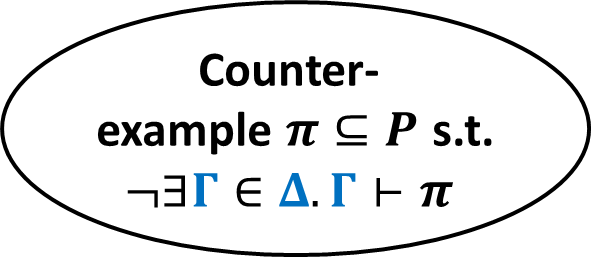 Counter-
example π ⊆ P s.t.
¬∃Γ ∈ Δ. Γ ⊢ π